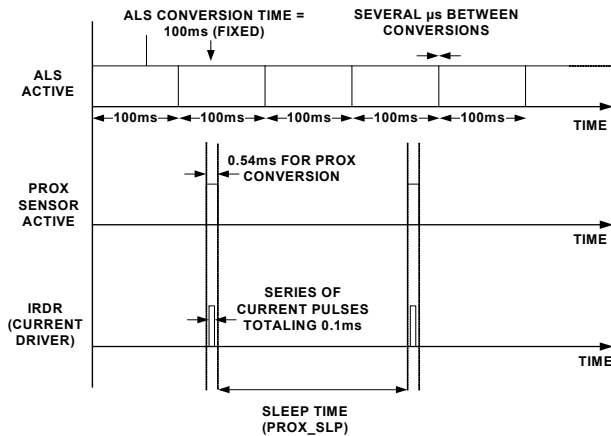 ALS CONVERSION TIME =
100ms (FIXED)
SEVERAL µs BETWEEN
CONVERSIONS
ALS
ACTIVE
100ms
100ms
100ms
100ms
100ms
TIME
0.54ms FOR PROX
CONVERSION
PROX
SENSOR
ACTIVE
TIME
SERIES OF
CURRENT PULSES
TOTALING 0.1ms
IRDR
(CURRENT
DRIVER)
TIME
SLEEP TIME
(PROX_SLP)